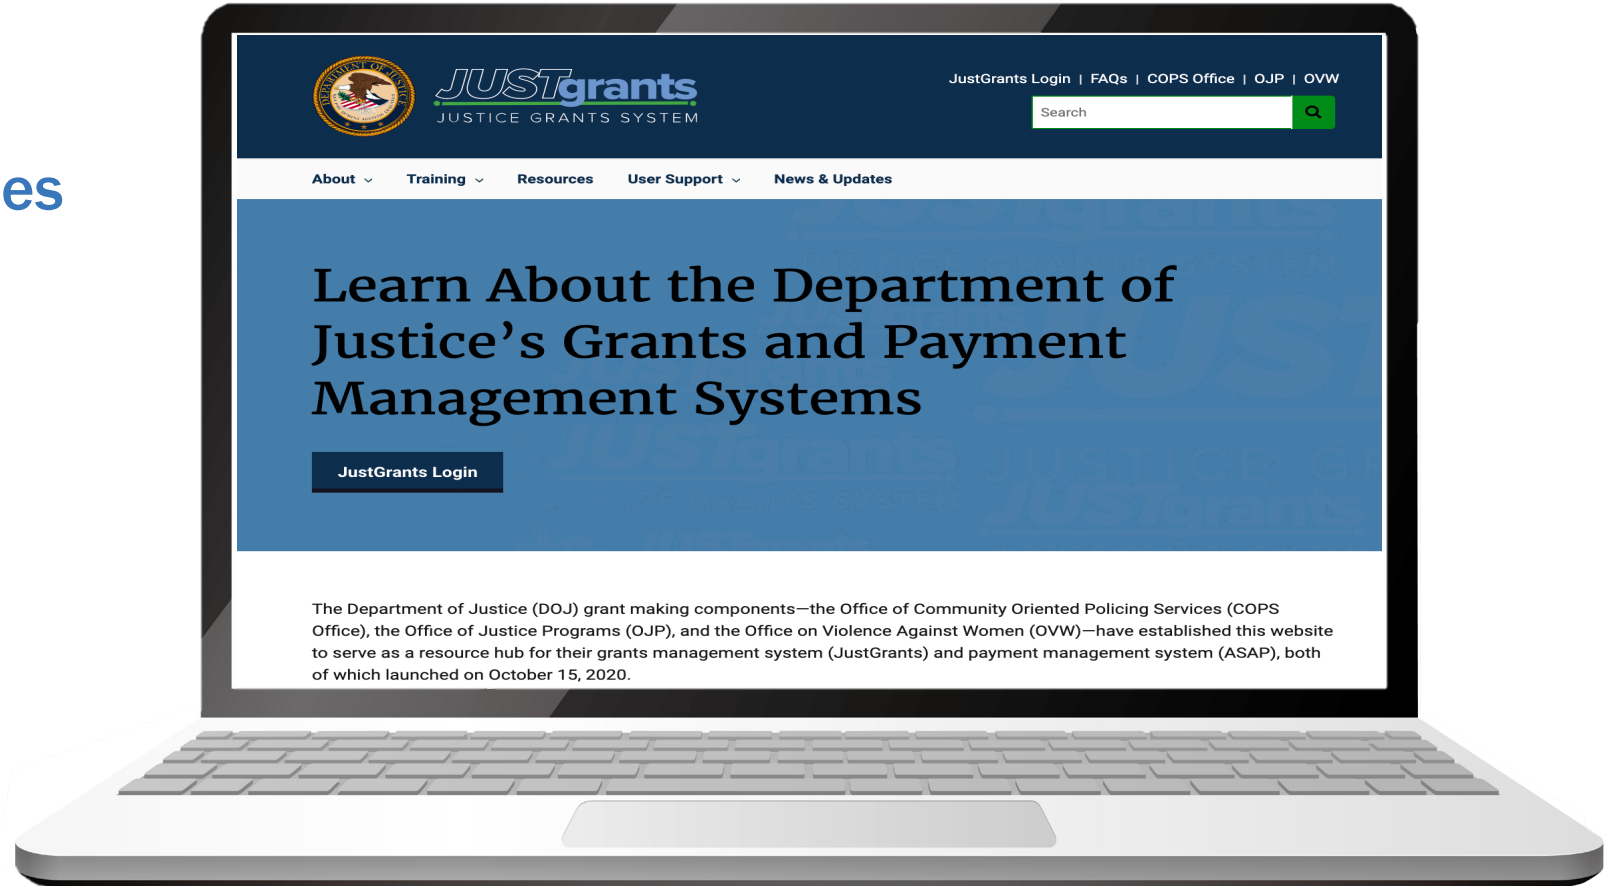 es
DEPARTMENT OF JUSTICE
JUSTgrants
JUSTICE GRANTS SYSTEM
JustGrants Login | FAQs | COPS Office | OJP | OVW
Search
About Training Resources User Support News & Updates
Learn About the Department of
Justice’s Grants and Payment
Management Systems
JustGrants Login
The Department of Justice (DOJ) grant making components—the Office of Community Oriented Policing Services (COPS
Office), the Office of Justice Programs (OJP), and the Office on Violence Against Women (OVW)—have established this website
to serve as a resource hub for their grants management system (JustGrants) and payment management system (ASAP), both
of which launched on October 15, 2020.